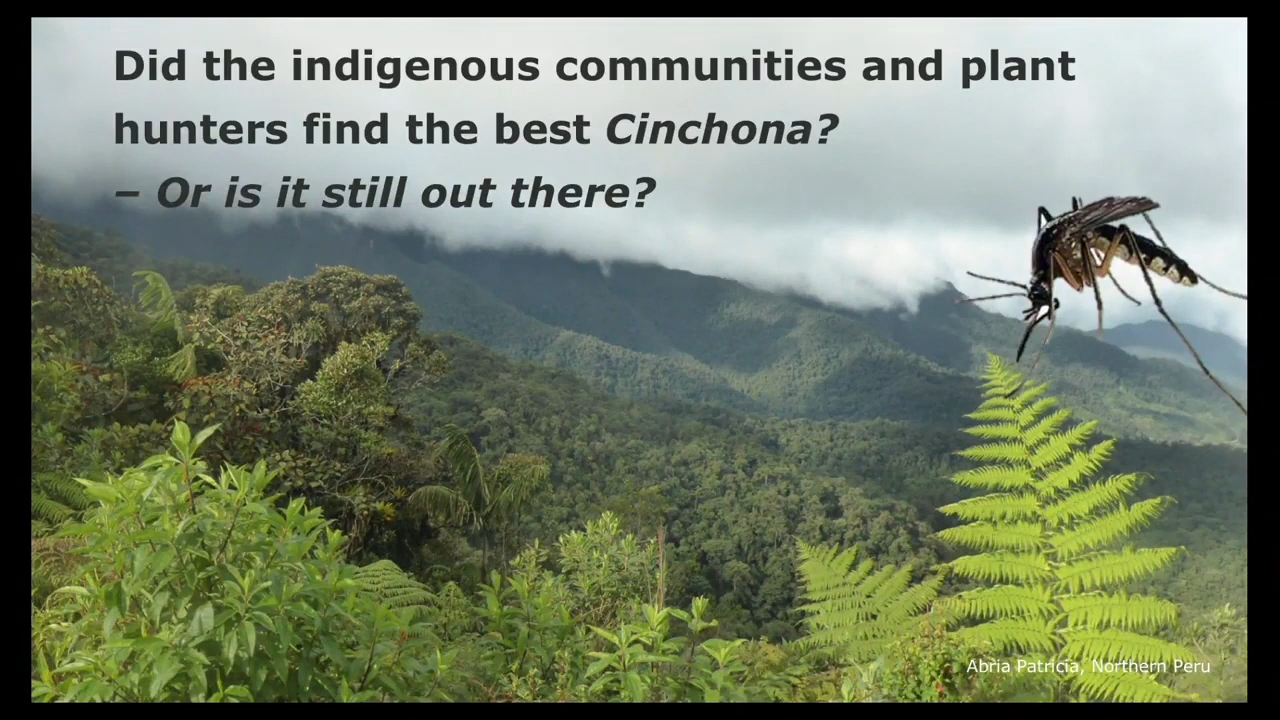 Did the indigenous communities and plant
hunters find the best Cinchona?
– Or is it still out there?
Abria Patricia, Northern Peru